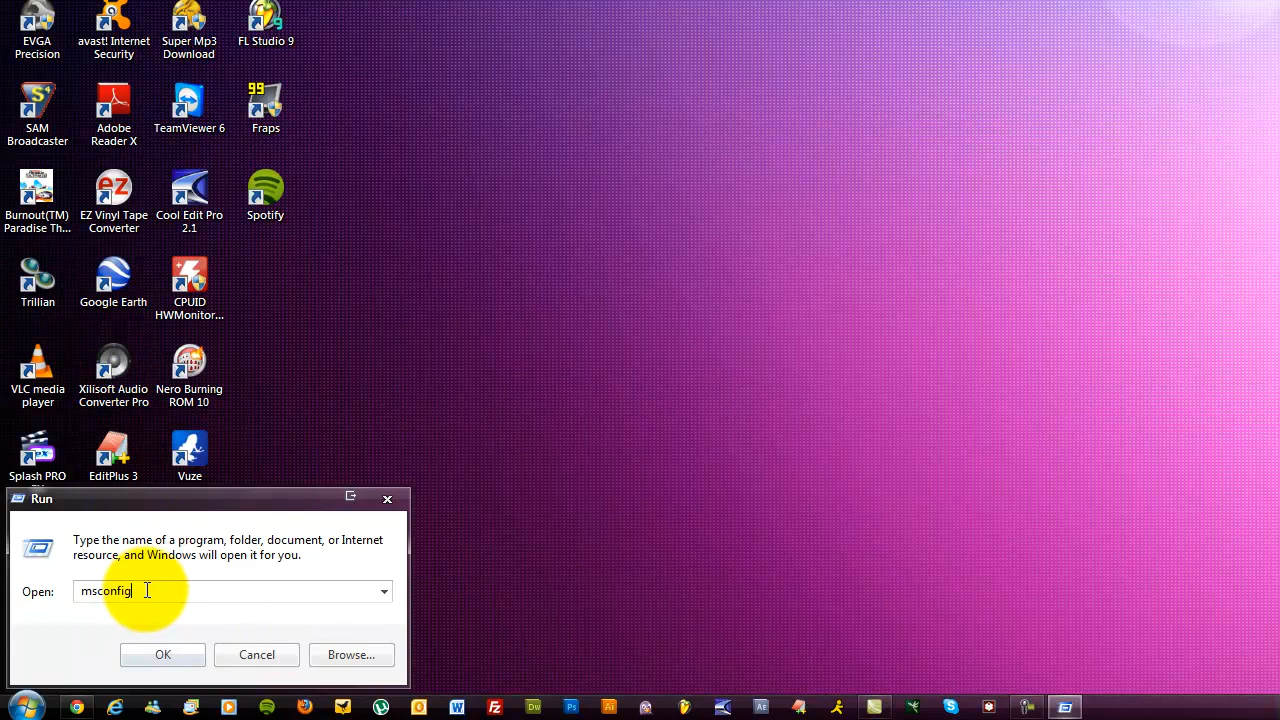 EVGA
Precision
avast! Internet
Security
Super Mp3
Download
FL Studio 9
SAM
Broadcaster
Adobe
Reader X
TeamViewer 6
99
Fraps
Burnout(TM)
Paradise Th...
EZ Vinyl Tape
Converter
Cool Edit Pro
2.1
Spotify
Trillian
Google Earth
CPUID
HWMonitor...
VLC media
player
Xilisoft Audio
Converter Pro
Nero Burning
ROM 10
Splash PRO
EditPlus 3
Vuze
Run
Type the name of a program, folder, document, or Internet
resource, and Windows will open it for you.
Open:
msconfig
OK
Cancel
Browse...